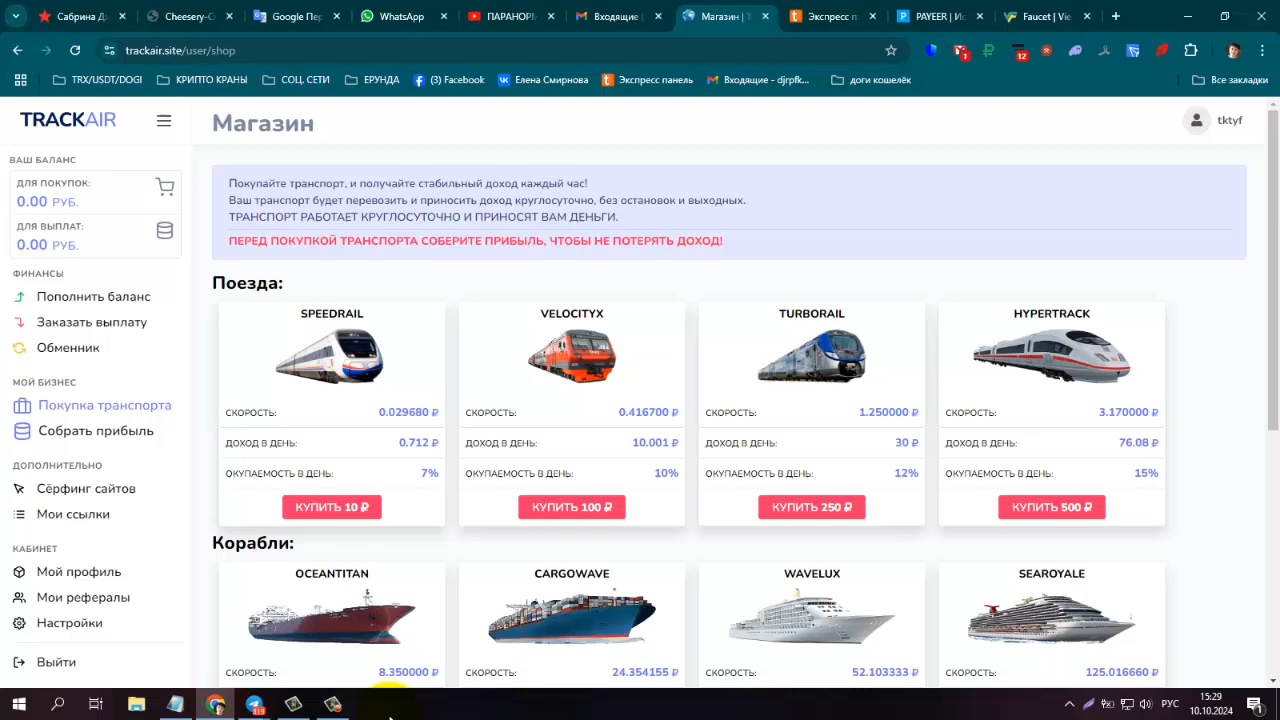 Сабрина Д
Cheesery-C
Google Пер
WhatsApp
ПАРАНОР
Входящие
Магазин | T
Экспресс п
PAYEER | Ис
Faucet | Vie
trackair.site/user/shop
1
12
TRX/USDT/DOGI
КРИПТО КРАНЫ
СОЦ. СЕТИ
ЕРУНДА
(3) Facebook
Елена Смирнова
Экспресс панель
Входящие - djrpfk...
доги кошелёк
Все закладки
TRACKAIR
Магазин
tktyf
ВАШ БАЛАНС
ДЛЯ ПОКУПОК:
0.00 РУБ.
ДЛЯ ВЫПЛАТ:
0.00 РУБ.
ФИНАНСЫ
Пополнить баланс
Заказать выплату
Обменник
МОЙ БИЗНЕС
Покупка транспорта
Собрать прибыль
ДОПОЛНИТЕЛЬНО
Сёрфинг сайтов
Мои ссылки
КАБИНЕТ
Мой профиль
Мои рефералы
Настройки
Выйти
Покупайте транспорт, и получайте стабильный доход каждый час!
Ваш транспорт будет перевозить и приносить доход круглосуточно, без остановок и выходных.
ТРАНСПОРТ РАБОТАЕТ КРУГЛОСУТОЧНО И ПРИНОСЯТ ВАМ ДЕНЬГИ.
ПЕРЕД ПОКУПКОЙ ТРАНСПОРТА СОБЕРИТЕ ПРИБЫЛЬ, ЧТОБЫ НЕ ПОТЕРЯТЬ ДОХОД!
Поезда:
SPEEDRAIL
СКОРОСТЬ: 0.029680 ₽
ДОХОД В ДЕНЬ: 0.712 ₽
ОКУПАЕМОСТЬ В ДЕНЬ: 7%
КУПИТЬ 10 ₽
VELOCITYX
СКОРОСТЬ: 0.416700 ₽
ДОХОД В ДЕНЬ: 10.001 ₽
ОКУПАЕМОСТЬ В ДЕНЬ: 10%
КУПИТЬ 100 ₽
TURBORAIL
СКОРОСТЬ: 1.250000 ₽
ДОХОД В ДЕНЬ: 30 ₽
ОКУПАЕМОСТЬ В ДЕНЬ: 12%
КУПИТЬ 250 ₽
HYPERTRACK
СКОРОСТЬ: 3.170000 ₽
ДОХОД В ДЕНЬ: 76.08 ₽
ОКУПАЕМОСТЬ В ДЕНЬ: 15%
КУПИТЬ 500 ₽
Корабли:
OCEANTITAN
СКОРОСТЬ: 8.350000 ₽
CARGOWAVE
СКОРОСТЬ: 24.354155 ₽
WAVELUX
СКОРОСТЬ: 52.103333 ₽
SEAROYALE
СКОРОСТЬ: 125.016660 ₽
319
РУС
15:29
10.10.2024
1